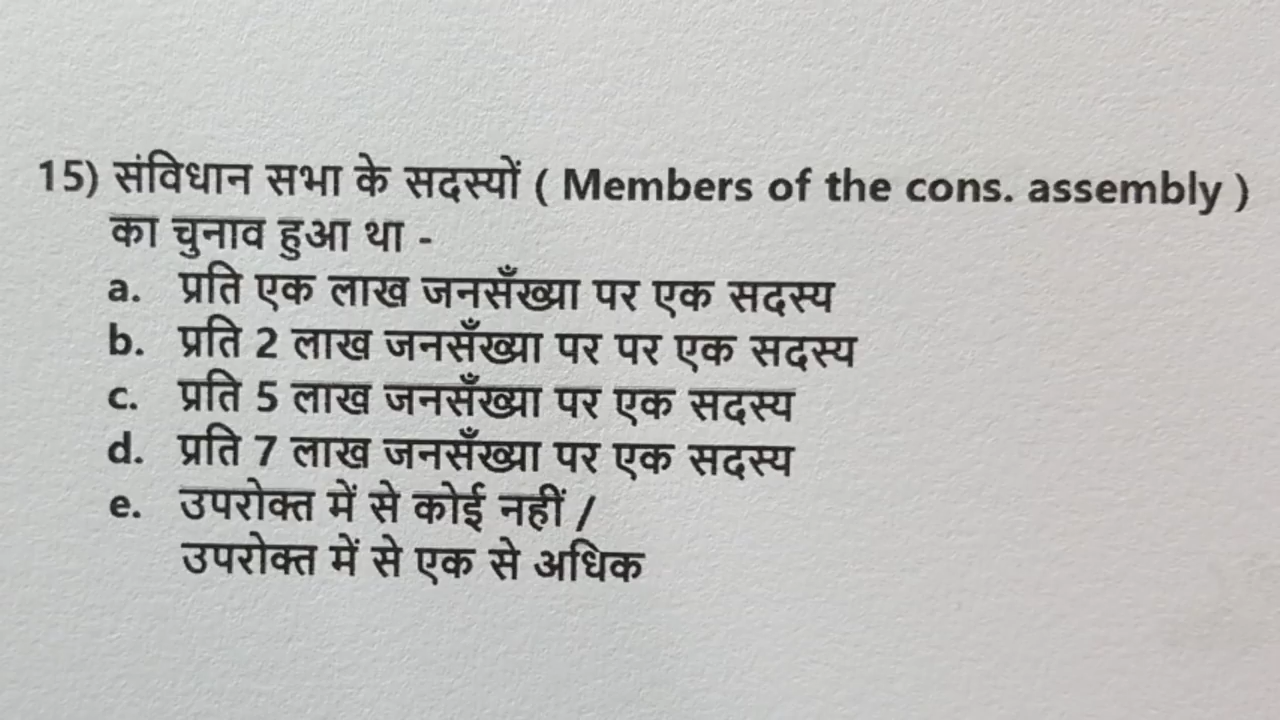 15) संविधान सभा के सदस्यों ( Members of the cons. assembly )
का चुनाव हुआ था -
a. प्रति एक लाख जनसँख्या पर एक सदस्य
b. प्रति 2 लाख जनसँख्या पर पर एक सदस्य
c. प्रति 5 लाख जनसँख्या पर एक सदस्य
d. प्रति 7 लाख जनसँख्या पर एक सदस्य
e. उपरोक्त में से कोई नहीं /
उपरोक्त में से एक से अधिक